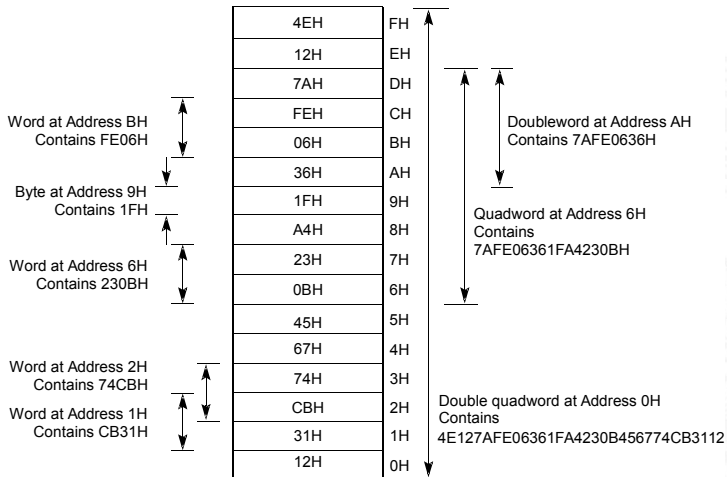 4EH FH
12H EH
7AH DH
FEH CH
06H BH
36H AH
1FH 9H
A4H 8H
23H 7H
0BH 6H
45H 5H
67H 4H
74H 3H
CBH 2H
31H 1H
12H 0H
Word at Address BH
Contains FE06H
Byte at Address 9H
Contains 1FH
Word at Address 6H
Contains 230BH
Word at Address 2H
Contains 74CBH
Word at Address 1H
Contains CB31H
Doubleword at Address AH
Contains 7AFE0636H
Quadword at Address 6H
Contains
7AFE06361FA4230BH
Double quadword at Address 0H
Contains
4E127AFE06361FA4230B456774CB3112